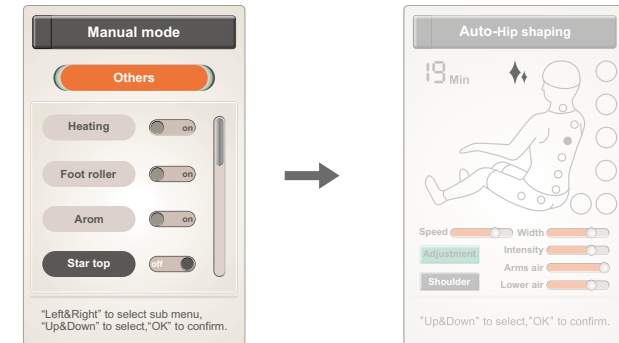 Manual mode
Others
Heating on
Foot roller on
Arom on
Star top off
"Left&Right" to select sub menu,
"Up&Down" to select,"OK" to confirm.
Auto-Hip shaping
19 Min
Speed Width
Adjustment Intensity
Arms air
Shoulder Lower air
"Up&Down" to select,"OK" to confirm.